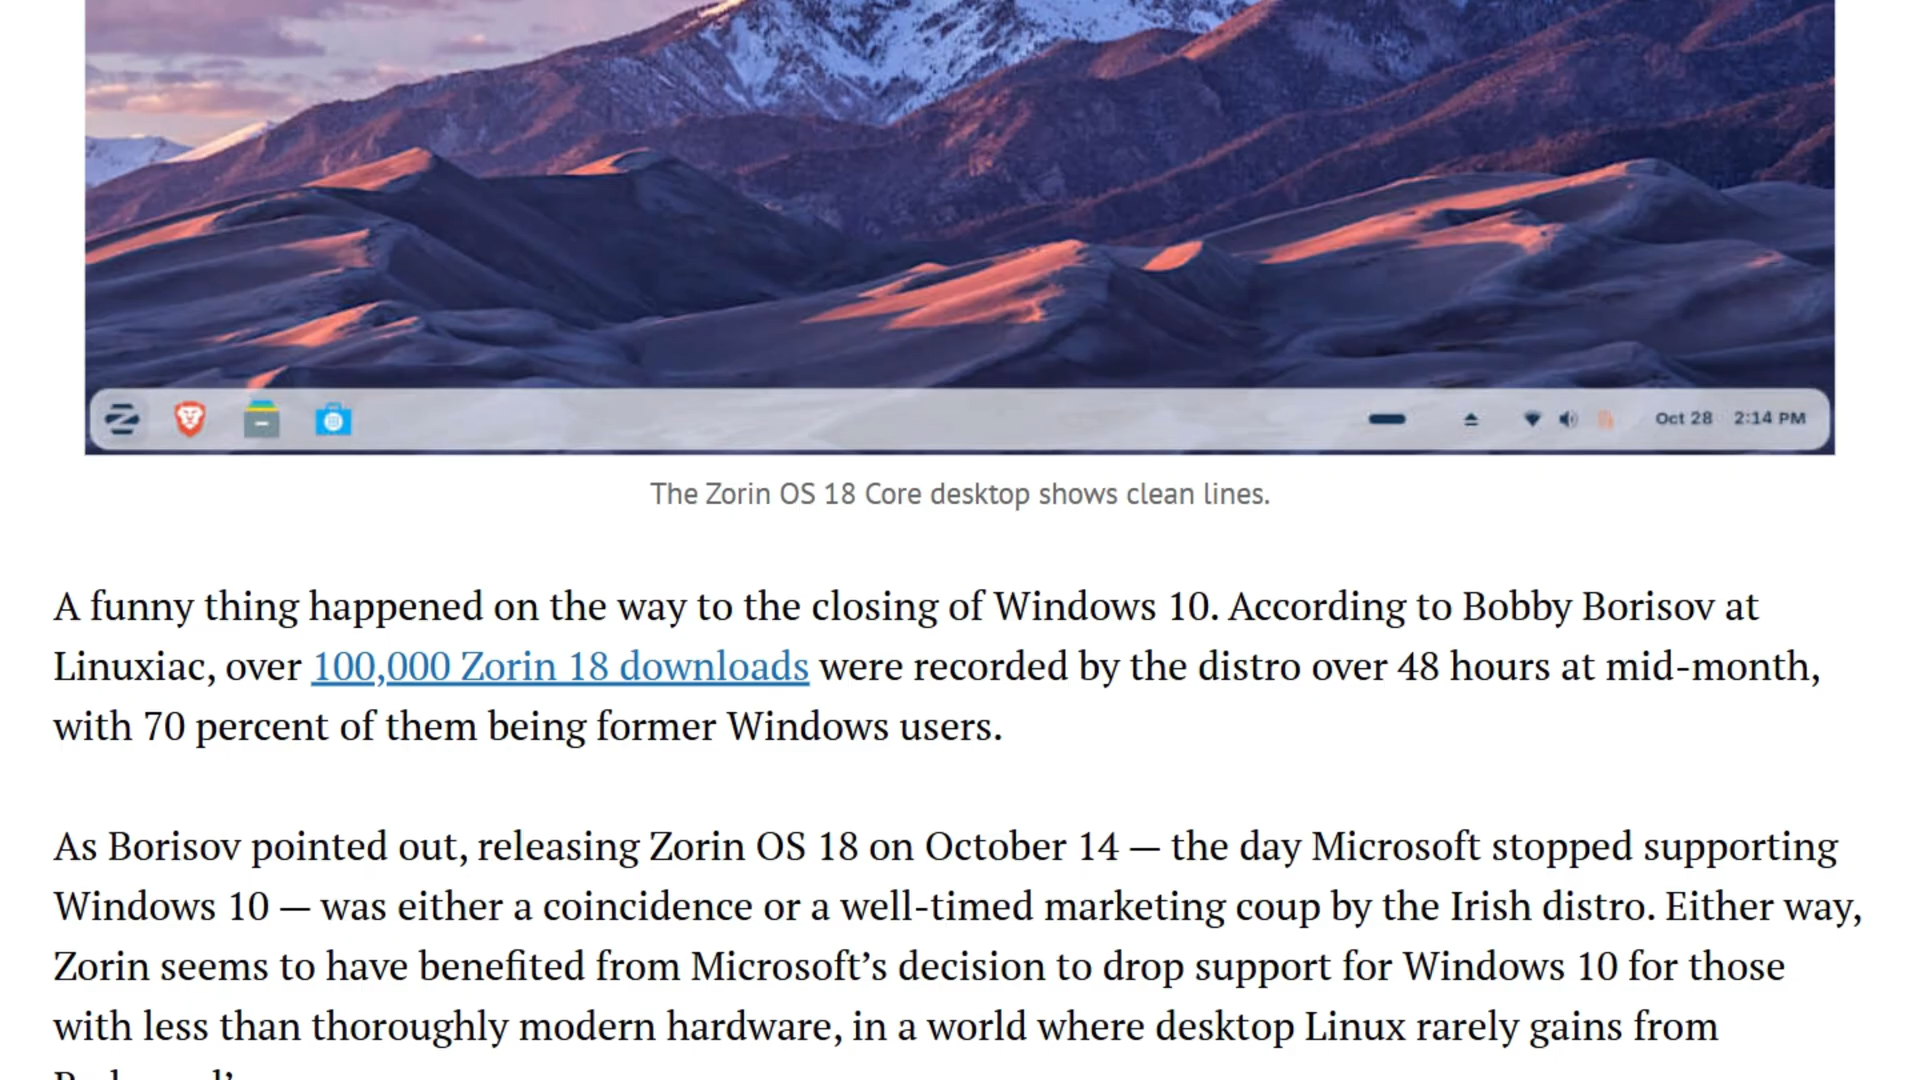 Oct 28 2:14 PM
The Zorin OS 18 Core desktop shows clean lines.
A funny thing happened on the way to the closing of Windows 10. According to Bobby Borisov at
Linuxiac, over 100,000 Zorin 18 downloads were recorded by the distro over 48 hours at mid-month,
with 70 percent of them being former Windows users.
As Borisov pointed out, releasing Zorin OS 18 on October 14 — the day Microsoft stopped supporting
Windows 10 — was either a coincidence or a well-timed marketing coup by the Irish distro. Either way,
Zorin seems to have benefited from Microsoft’s decision to drop support for Windows 10 for those
with less than thoroughly modern hardware, in a world where desktop Linux rarely gains from